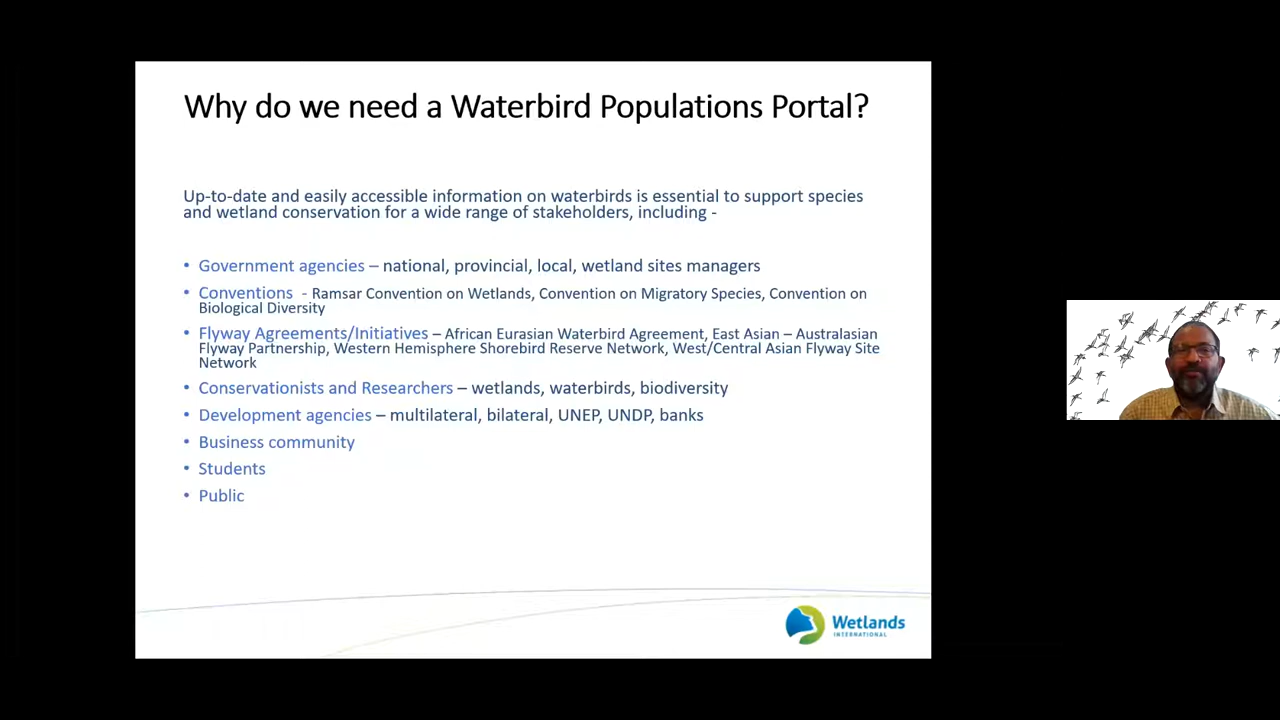 Why do we need a Waterbird Populations Portal?
Up-to-date and easily accessible information on waterbirds is essential to support species
and wetland conservation for a wide range of stakeholders, including -
• Government agencies – national, provincial, local, wetland sites managers
• Conventions - Ramsar Convention on Wetlands, Convention on Migratory Species, Convention on
Biological Diversity
• Flyway Agreements/Initiatives – African Eurasian Waterbird Agreement, East Asian – Australasian
Flyway Partnership, Western Hemisphere Shorebird Reserve Network, West/Central Asian Flyway Site
Network
• Conservationists and Researchers – wetlands, waterbirds, biodiversity
• Development agencies – multilateral, bilateral, UNEP, UNDP, banks
• Business community
• Students
• Public
Wetlands
INTERNATIONAL